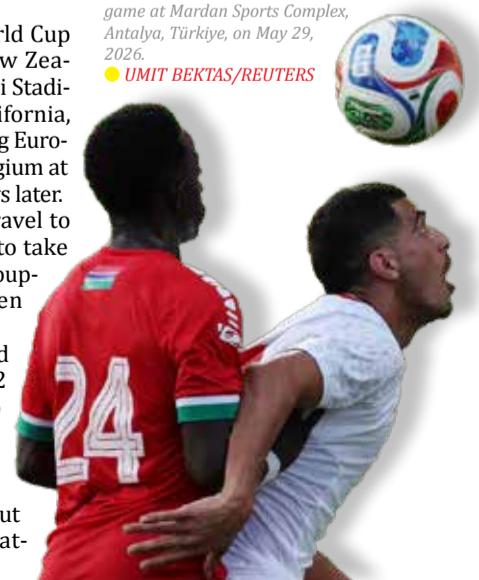 game at Mardan Sports Complex,
Antalya, Türkiye, on May 29,
2026.
UMIT BEKTAS/REUTERS
rld Cup
w Zea-
i Stadi-
ifornia,
g Euro-
gium at
s later.
ravel to
to take
oup-
en
d
2
ut
at-
24